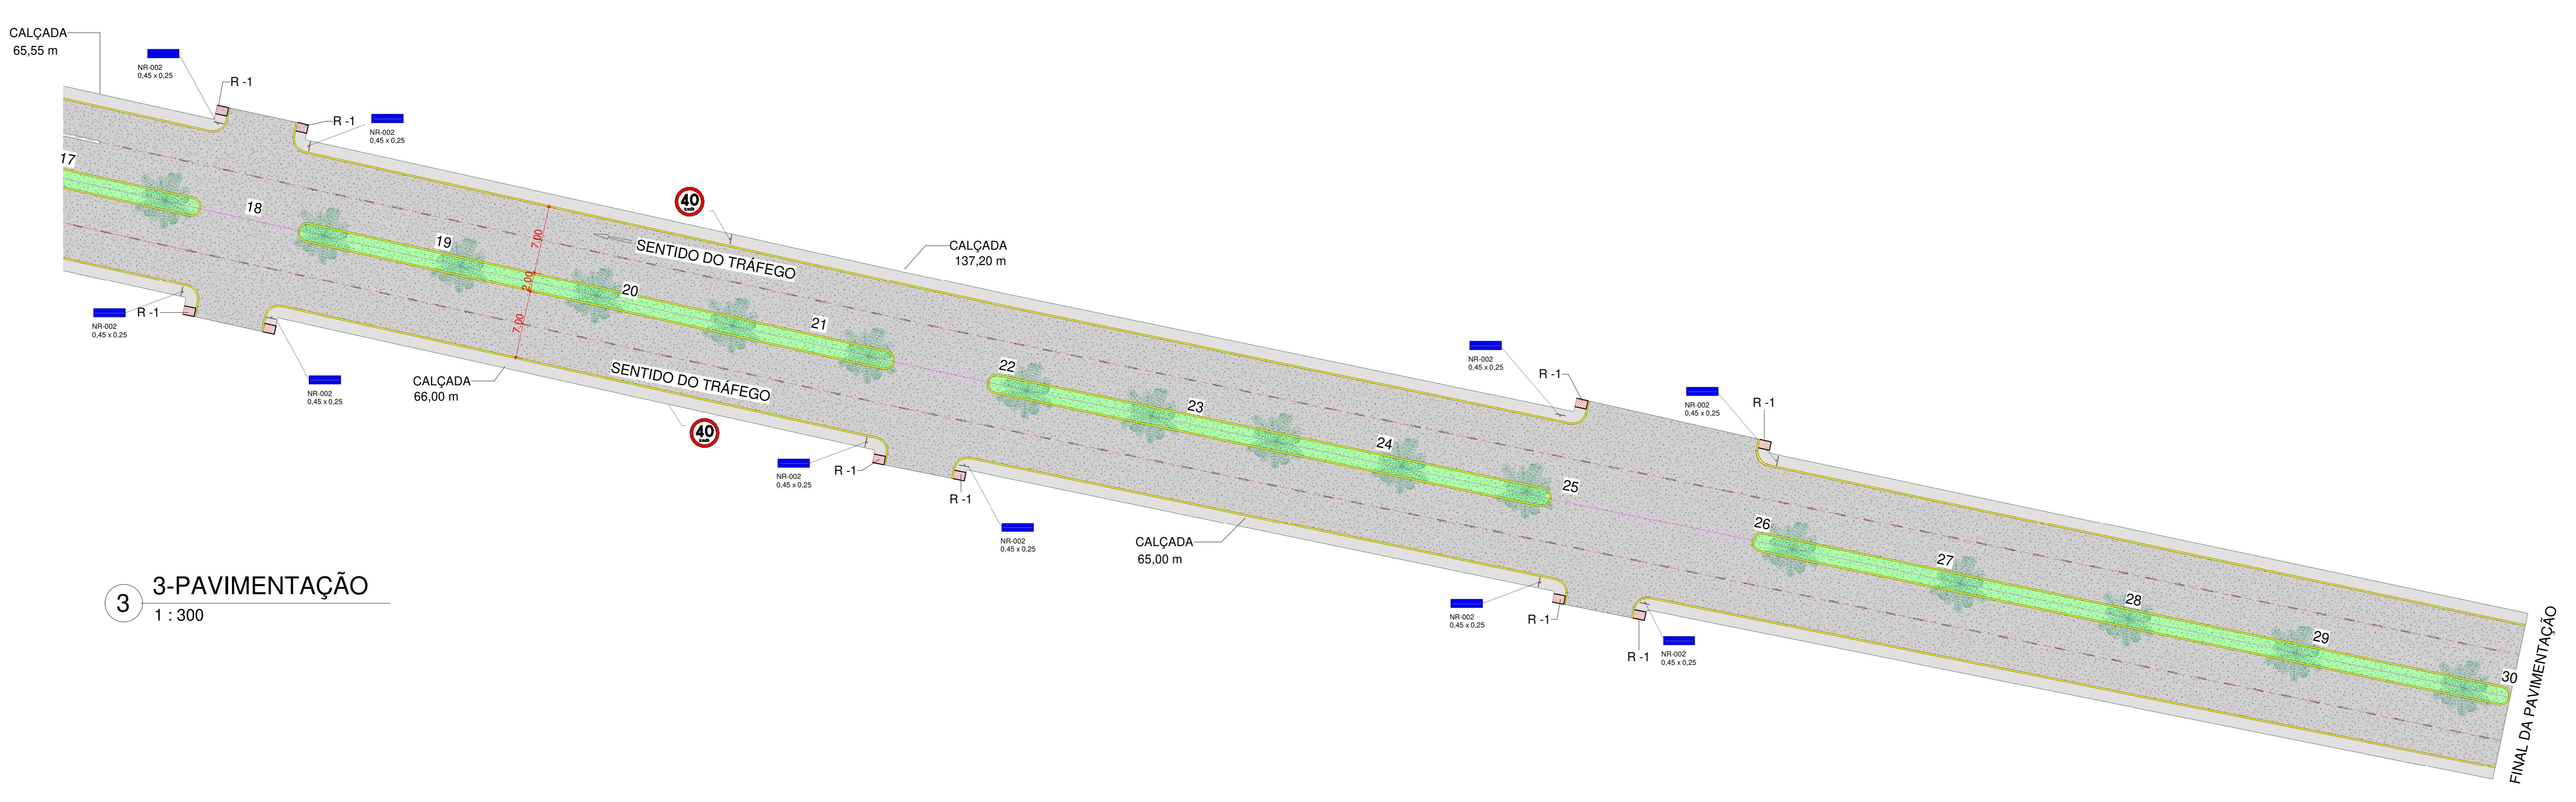 CALÇADA
65,55 m
NR-002
0,45 x 0,25
R -1
R -1
NR-002
0,45 x 0,25
17
18
19
20
21
22
23
24
25
26
27
28
29
30
7.00
2.00
7.00
40
km/h
SENTIDO DO TRÁFEGO
CALÇADA
137,20 m
SENTIDO DO TRÁFEGO
40
km/h
NR-002
0,45 x 0,25
R -1
NR-002
0,45 x 0,25
CALÇADA
66,00 m
NR-002
0,45 x 0,25
R -1
R -1
NR-002
0,45 x 0,25
CALÇADA
65,00 m
NR-002
0,45 x 0,25
R -1
NR-002
0,45 x 0,25
R -1
NR-002
0,45 x 0,25
R -1
R -1
NR-002
0,45 x 0,25
FINAL DA PAVIMENTAÇÃO
3
3-PAVIMENTAÇÃO
1 : 300